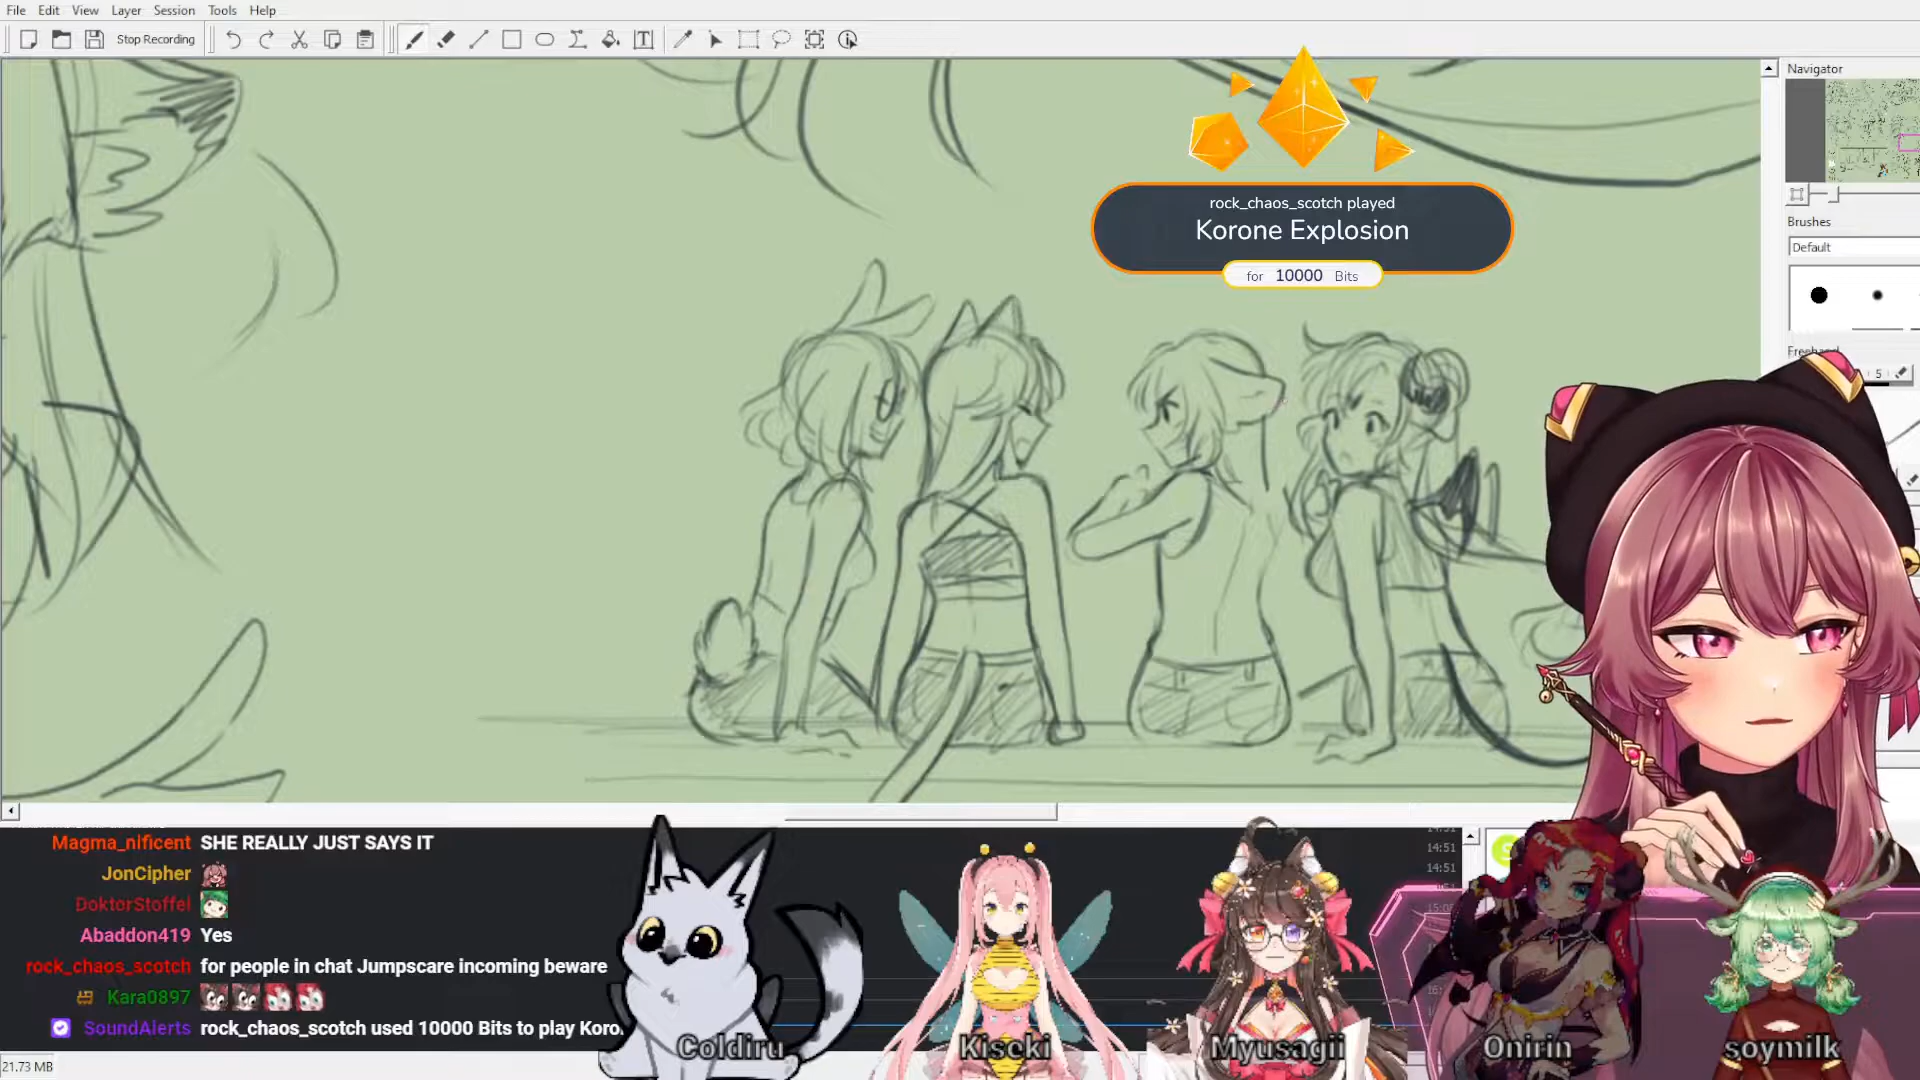 File Edit View Layer Session Tools Help
Stop Recording
Navigator
Brushes
Default
5
rock_chaos_scotch played
Korone Explosion
for 10000 Bits
Magma_nificent SHE REALLY JUST SAYS IT
JonCipher
DoktorStoffel
Abaddon419 Yes
rock_chaos_scotch for people in chat Jumpscare incoming beware
Kara0897
SoundAlerts rock_chaos_scotch used 10000 Bits to play Koro
14:51
14:51
Coldiru
Kiseki
Myusagii
Onirin
soymilk
21.73 MB